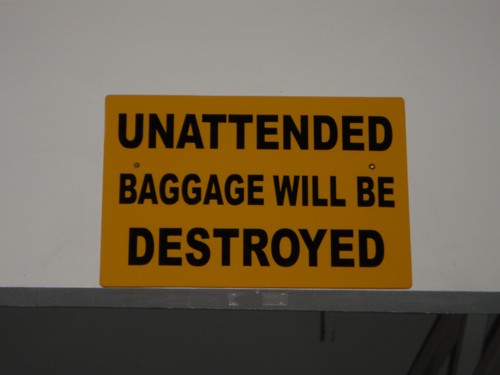 UNATTENDED
BAGGAGE WILL BE
DESTROYED